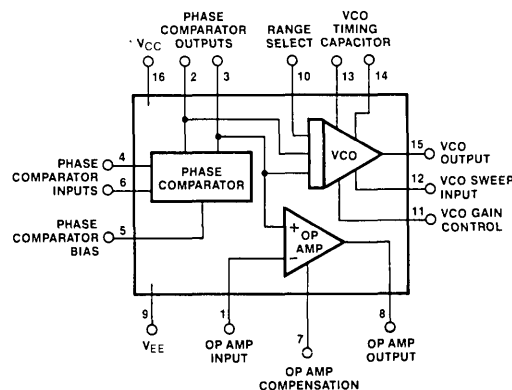 PHASE
COMPARATOR
OUTPUTS
VCC
RANGE
SELECT
VCO
TIMING
CAPACITOR
16
2
3
10
13
14
PHASE
COMPARATOR
INPUTS
4
6
PHASE
COMPARATOR
VCO
15
VCO
OUTPUT
12
VCO SWEEP
INPUT
11
VCO GAIN
CONTROL
PHASE
COMPARATOR
BIAS
5
+
OP
AMP
−
9
VEE
1
OP AMP
INPUT
7
OP AMP
COMPENSATION
8
OP AMP
OUTPUT